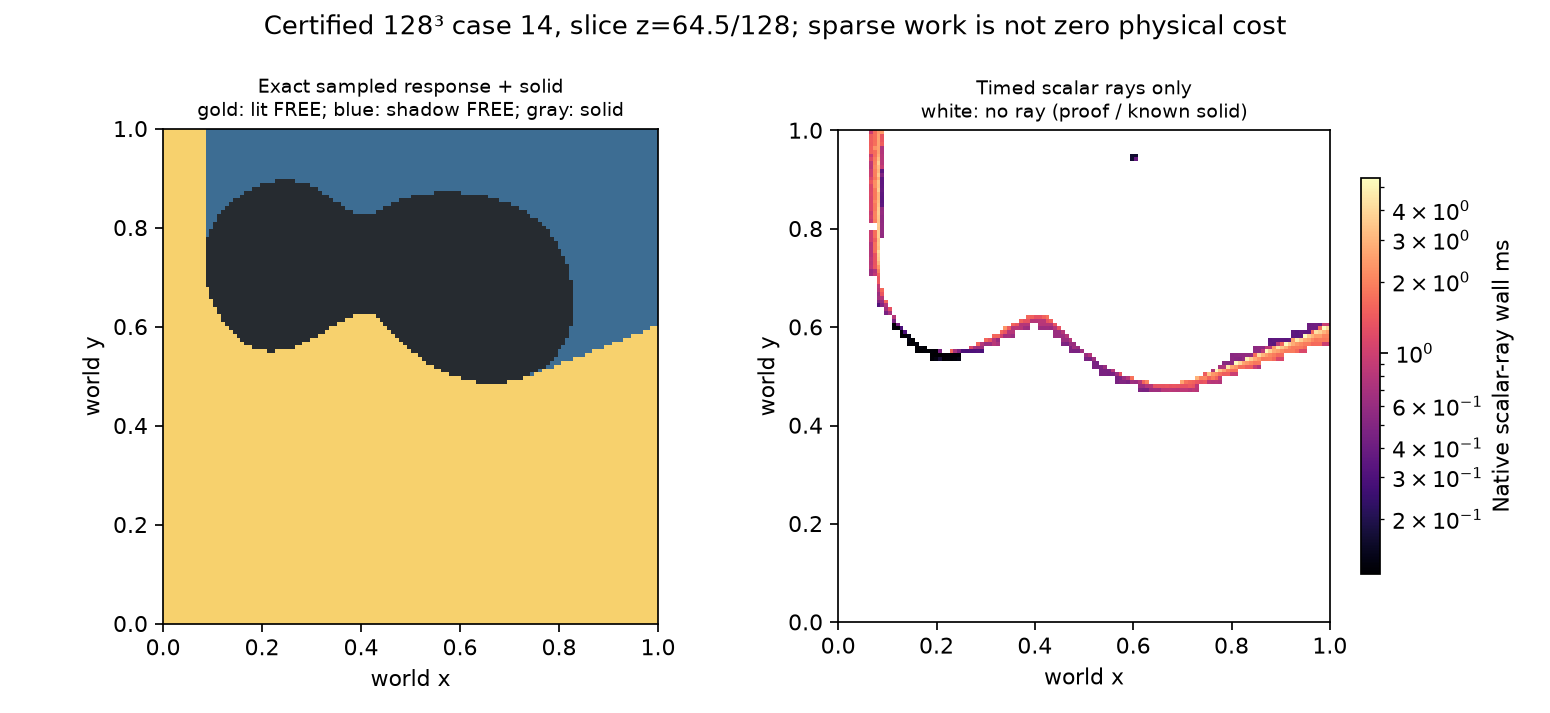 Certified 128³ case 14, slice z=64.5/128; sparse work is not zero physical cost
Exact sampled response + solid
gold: lit FREE; blue: shadow FREE; gray: solid
1.0
0.8
0.6
0.4
0.2
0.0
world y
0.0 0.2 0.4 0.6 0.8 1.0
world x
Timed scalar rays only
white: no ray (proof / known solid)
1.0
0.8
0.6
0.4
0.2
0.0
world y
0.0 0.2 0.4 0.6 0.8 1.0
world x
4 × 10⁰
3 × 10⁰
2 × 10⁰
10⁰
6 × 10⁻¹
4 × 10⁻¹
3 × 10⁻¹
2 × 10⁻¹
Native scalar-ray wall ms